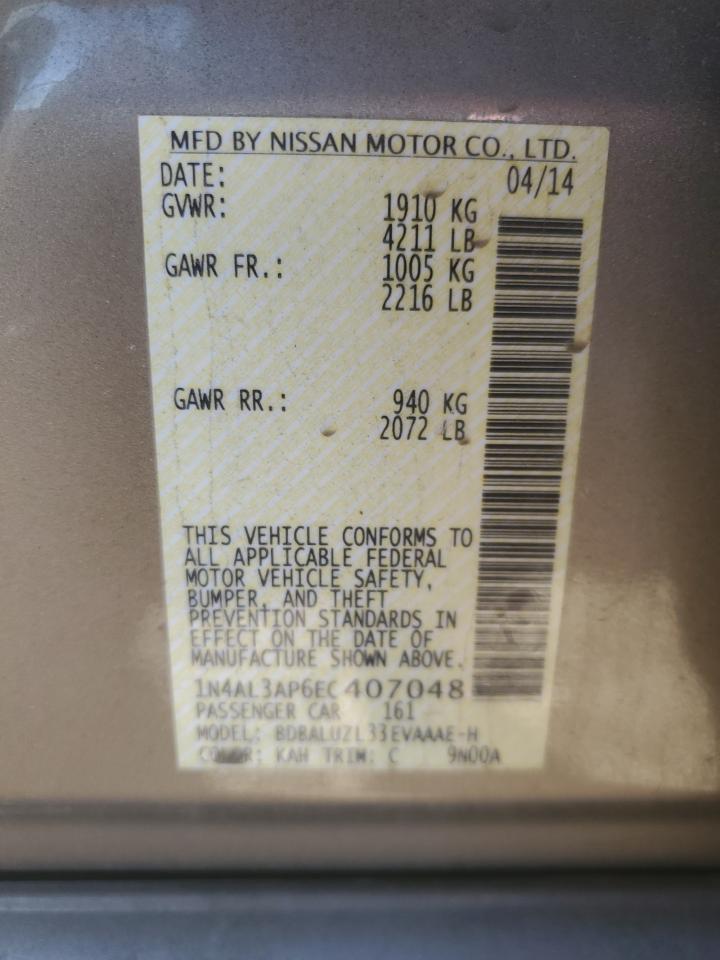 MFD BY NISSAN MOTOR CO., LTD.
DATE: 04/14
GVWR: 1910 KG
4211 LB
GAWR FR.: 1005 KG
2216 LB
GAWR RR.: 940 KG
2072 LB
THIS VEHICLE CONFORMS TO
ALL APPLICABLE FEDERAL
MOTOR VEHICLE SAFETY,
BUMPER, AND THEFT
PREVENTION STANDARDS IN
EFFECT ON THE DATE OF
MANUFACTURE SHOWN ABOVE.
1N4AL3AP6EC407048
PASSENGER CAR 161
MODEL: BDBALUZL33EVAAAE-H
COLOR: KAH TRIM: C 9N00A